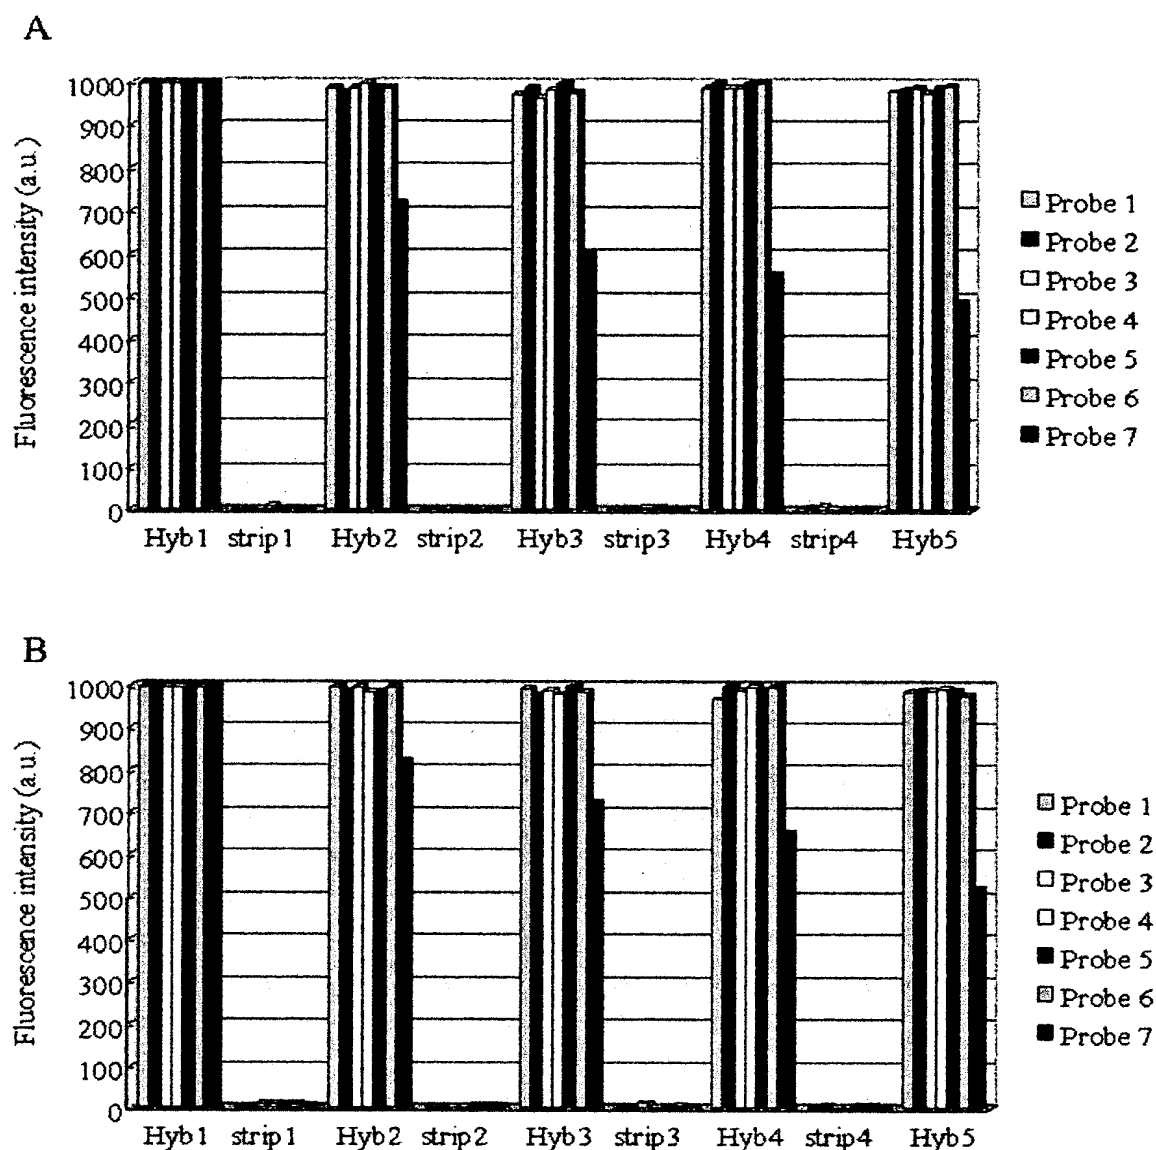 A
Fluorescence intensity (a.u.)
1000
900
800
700
600
500
400
300
200
100
0
Hyb1 strip1 Hyb2 strip2 Hyb3 strip3 Hyb4 strip4 Hyb5
Probe 1
Probe 2
Probe 3
Probe 4
Probe 5
Probe 6
Probe 7
B
Fluorescence intensity (a.u.)
1000
900
800
700
600
500
400
300
200
100
0
Hyb1 strip1 Hyb2 strip2 Hyb3 strip3 Hyb4 strip4 Hyb5
Probe 1
Probe 2
Probe 3
Probe 4
Probe 5
Probe 6
Probe 7